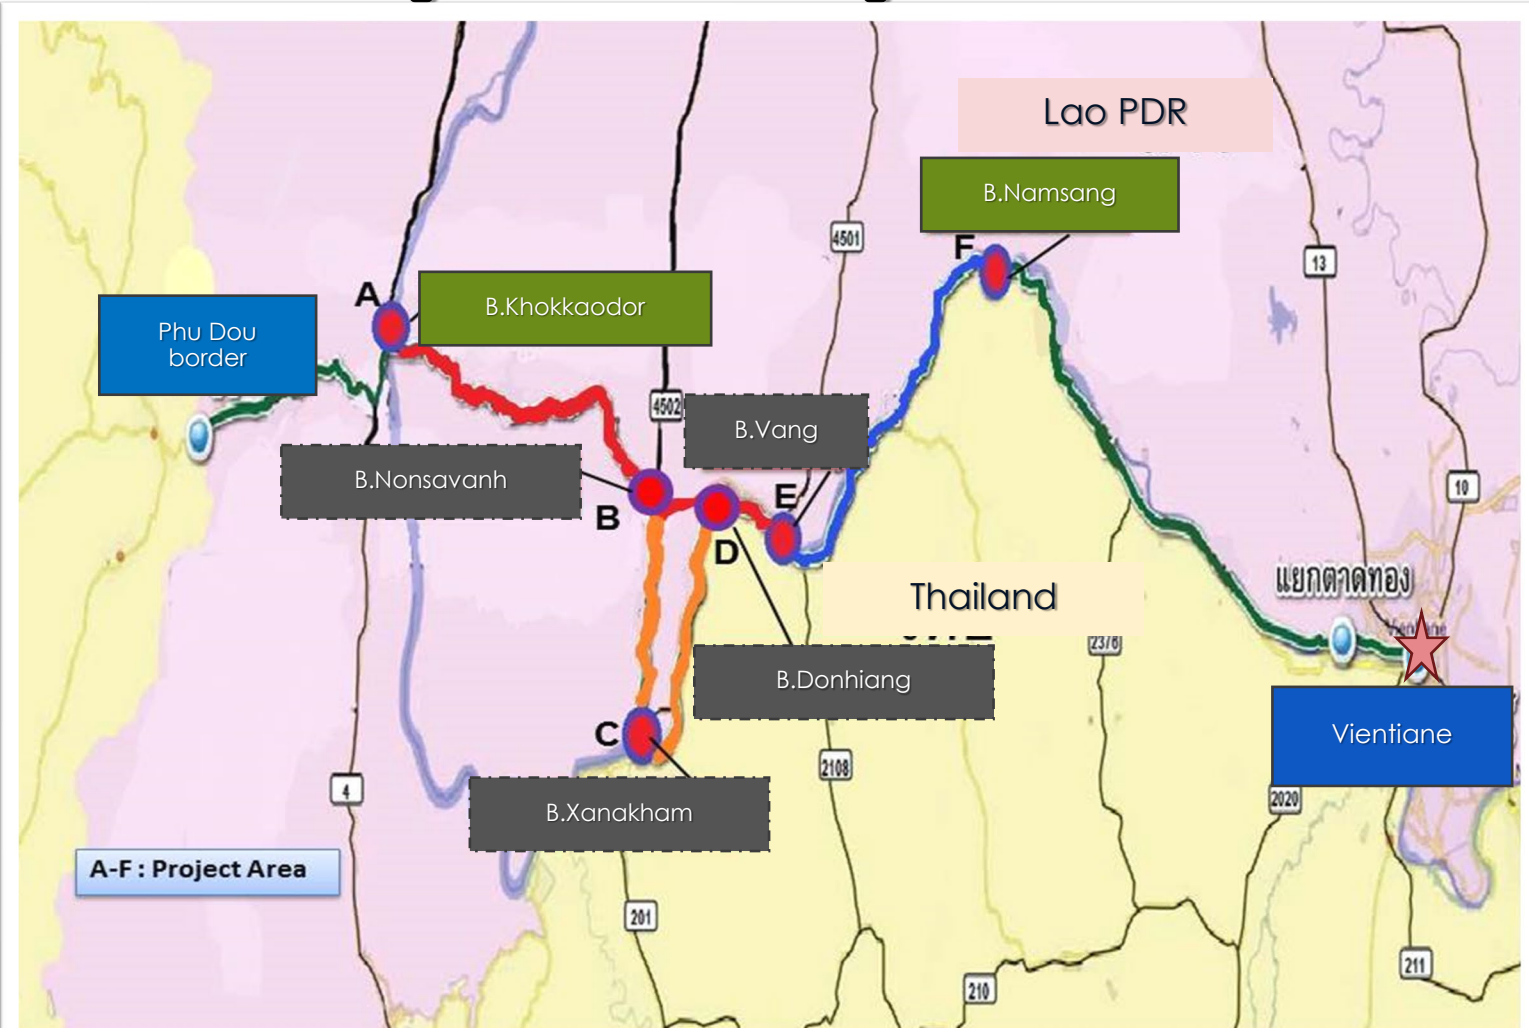 Lao PDR
B.Namsang
4501
13
F
A
B.Khokkaodor
Phu Dou
border
4502
B.Vang
B.Nonsavanh
E
10
B
D
แยกตาดทอง
Thailand
Vientiane
2376
B.Donhiang
C
Vientiane
2108
4
2020
B.Xanakham
A-F : Project Area
201
211
210